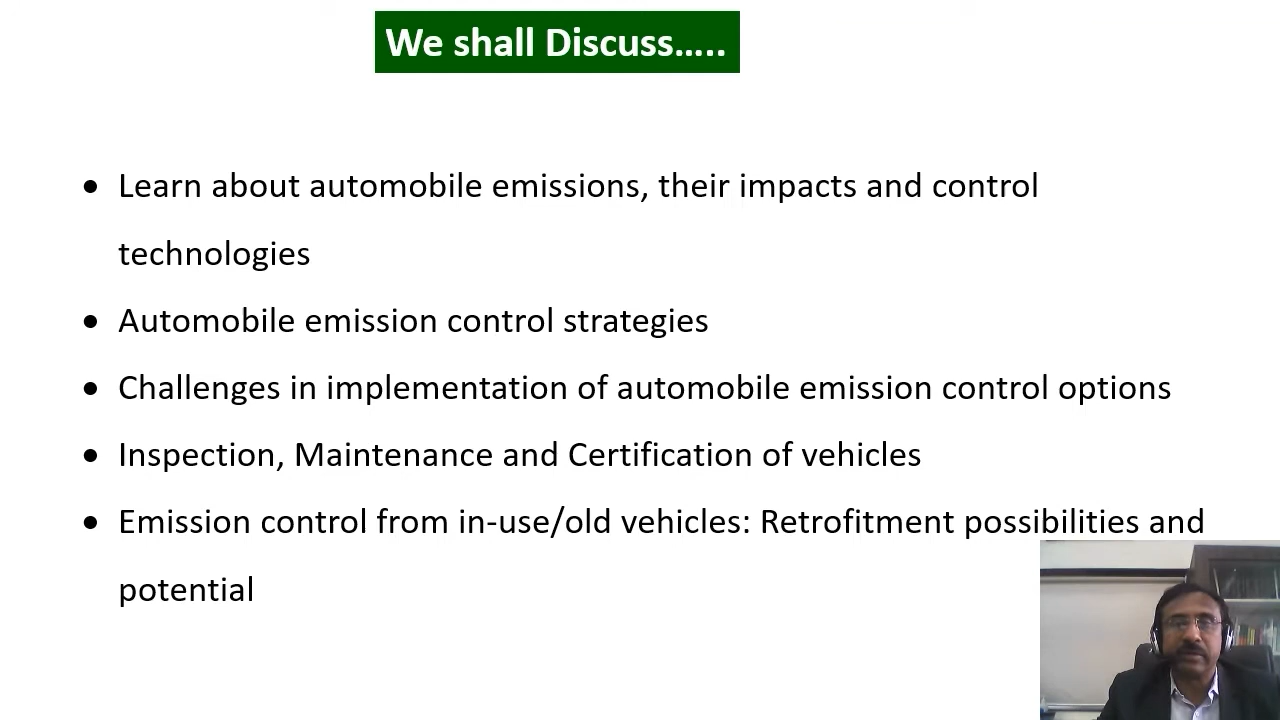 We shall Discuss…..
• Learn about automobile emissions, their impacts and control
technologies
• Automobile emission control strategies
• Challenges in implementation of automobile emission control options
• Inspection, Maintenance and Certification of vehicles
• Emission control from in-use/old vehicles: Retrofitment possibilities and
potential